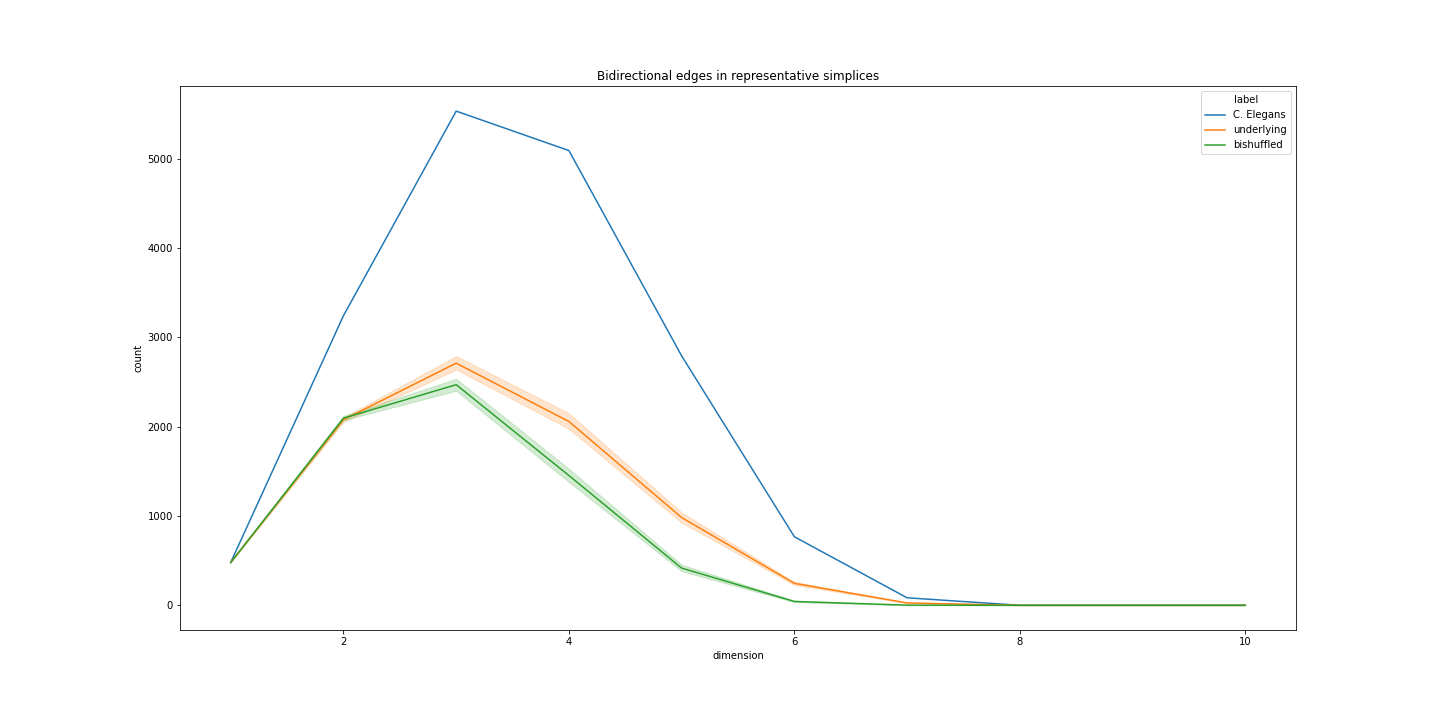 Bidirectional edges in representative simplices
label
C. Elegans
underlying
bishuffled
5000
4000
3000
2000
1000
0
count
2 4 6 8 10
dimension